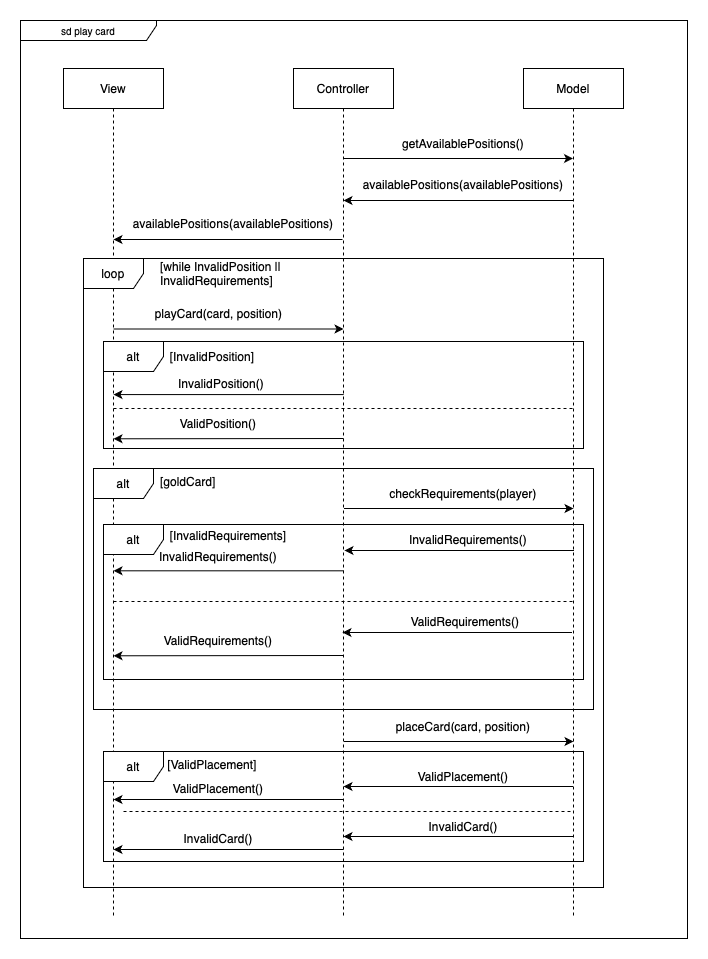 sd play card
View
Controller
Model
getAvailablePositions()
availablePositions(availablePositions)
availablePositions(availablePositions)
loop
[while InvalidPosition ||
InvalidRequirements]
playCard(card, position)
alt
[InvalidPosition]
InvalidPosition()
ValidPosition()
alt
[goldCard]
checkRequirements(player)
alt
[InvalidRequirements]
InvalidRequirements()
InvalidRequirements()
ValidRequirements()
ValidRequirements()
placeCard(card, position)
alt
[ValidPlacement]
ValidPlacement()
ValidPlacement()
InvalidCard()
InvalidCard()